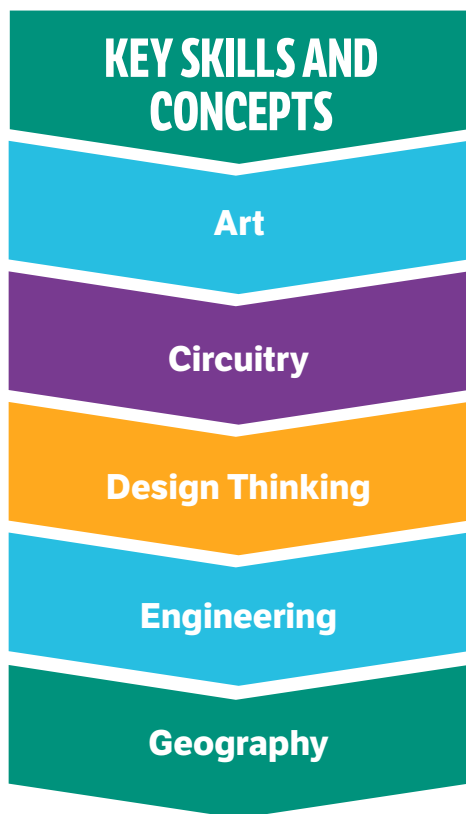 KEY SKILLS AND
CONCEPTS
Art
Circuitry
Design Thinking
Engineering
Geography